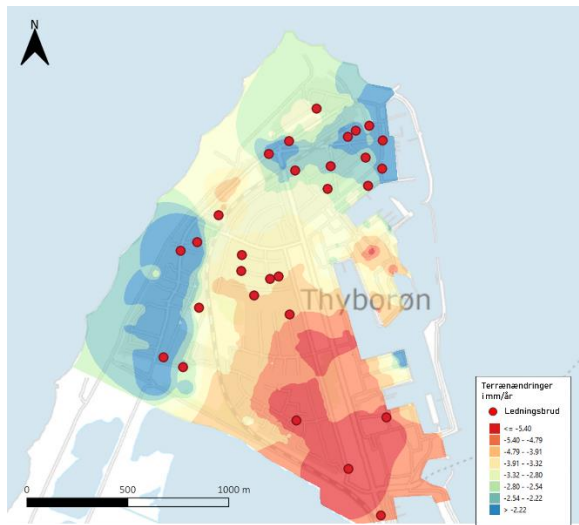 N
Thyborøn
0 500 1000 m
Terrænændringer
i mm/år
Ledningsbrud
<= -5.40
-5.40 - -4.79
-4.79 - -3.91
-3.91 - -3.32
-3.32 - -2.80
-2.80 - -2.54
-2.54 - -2.22
> -2.22